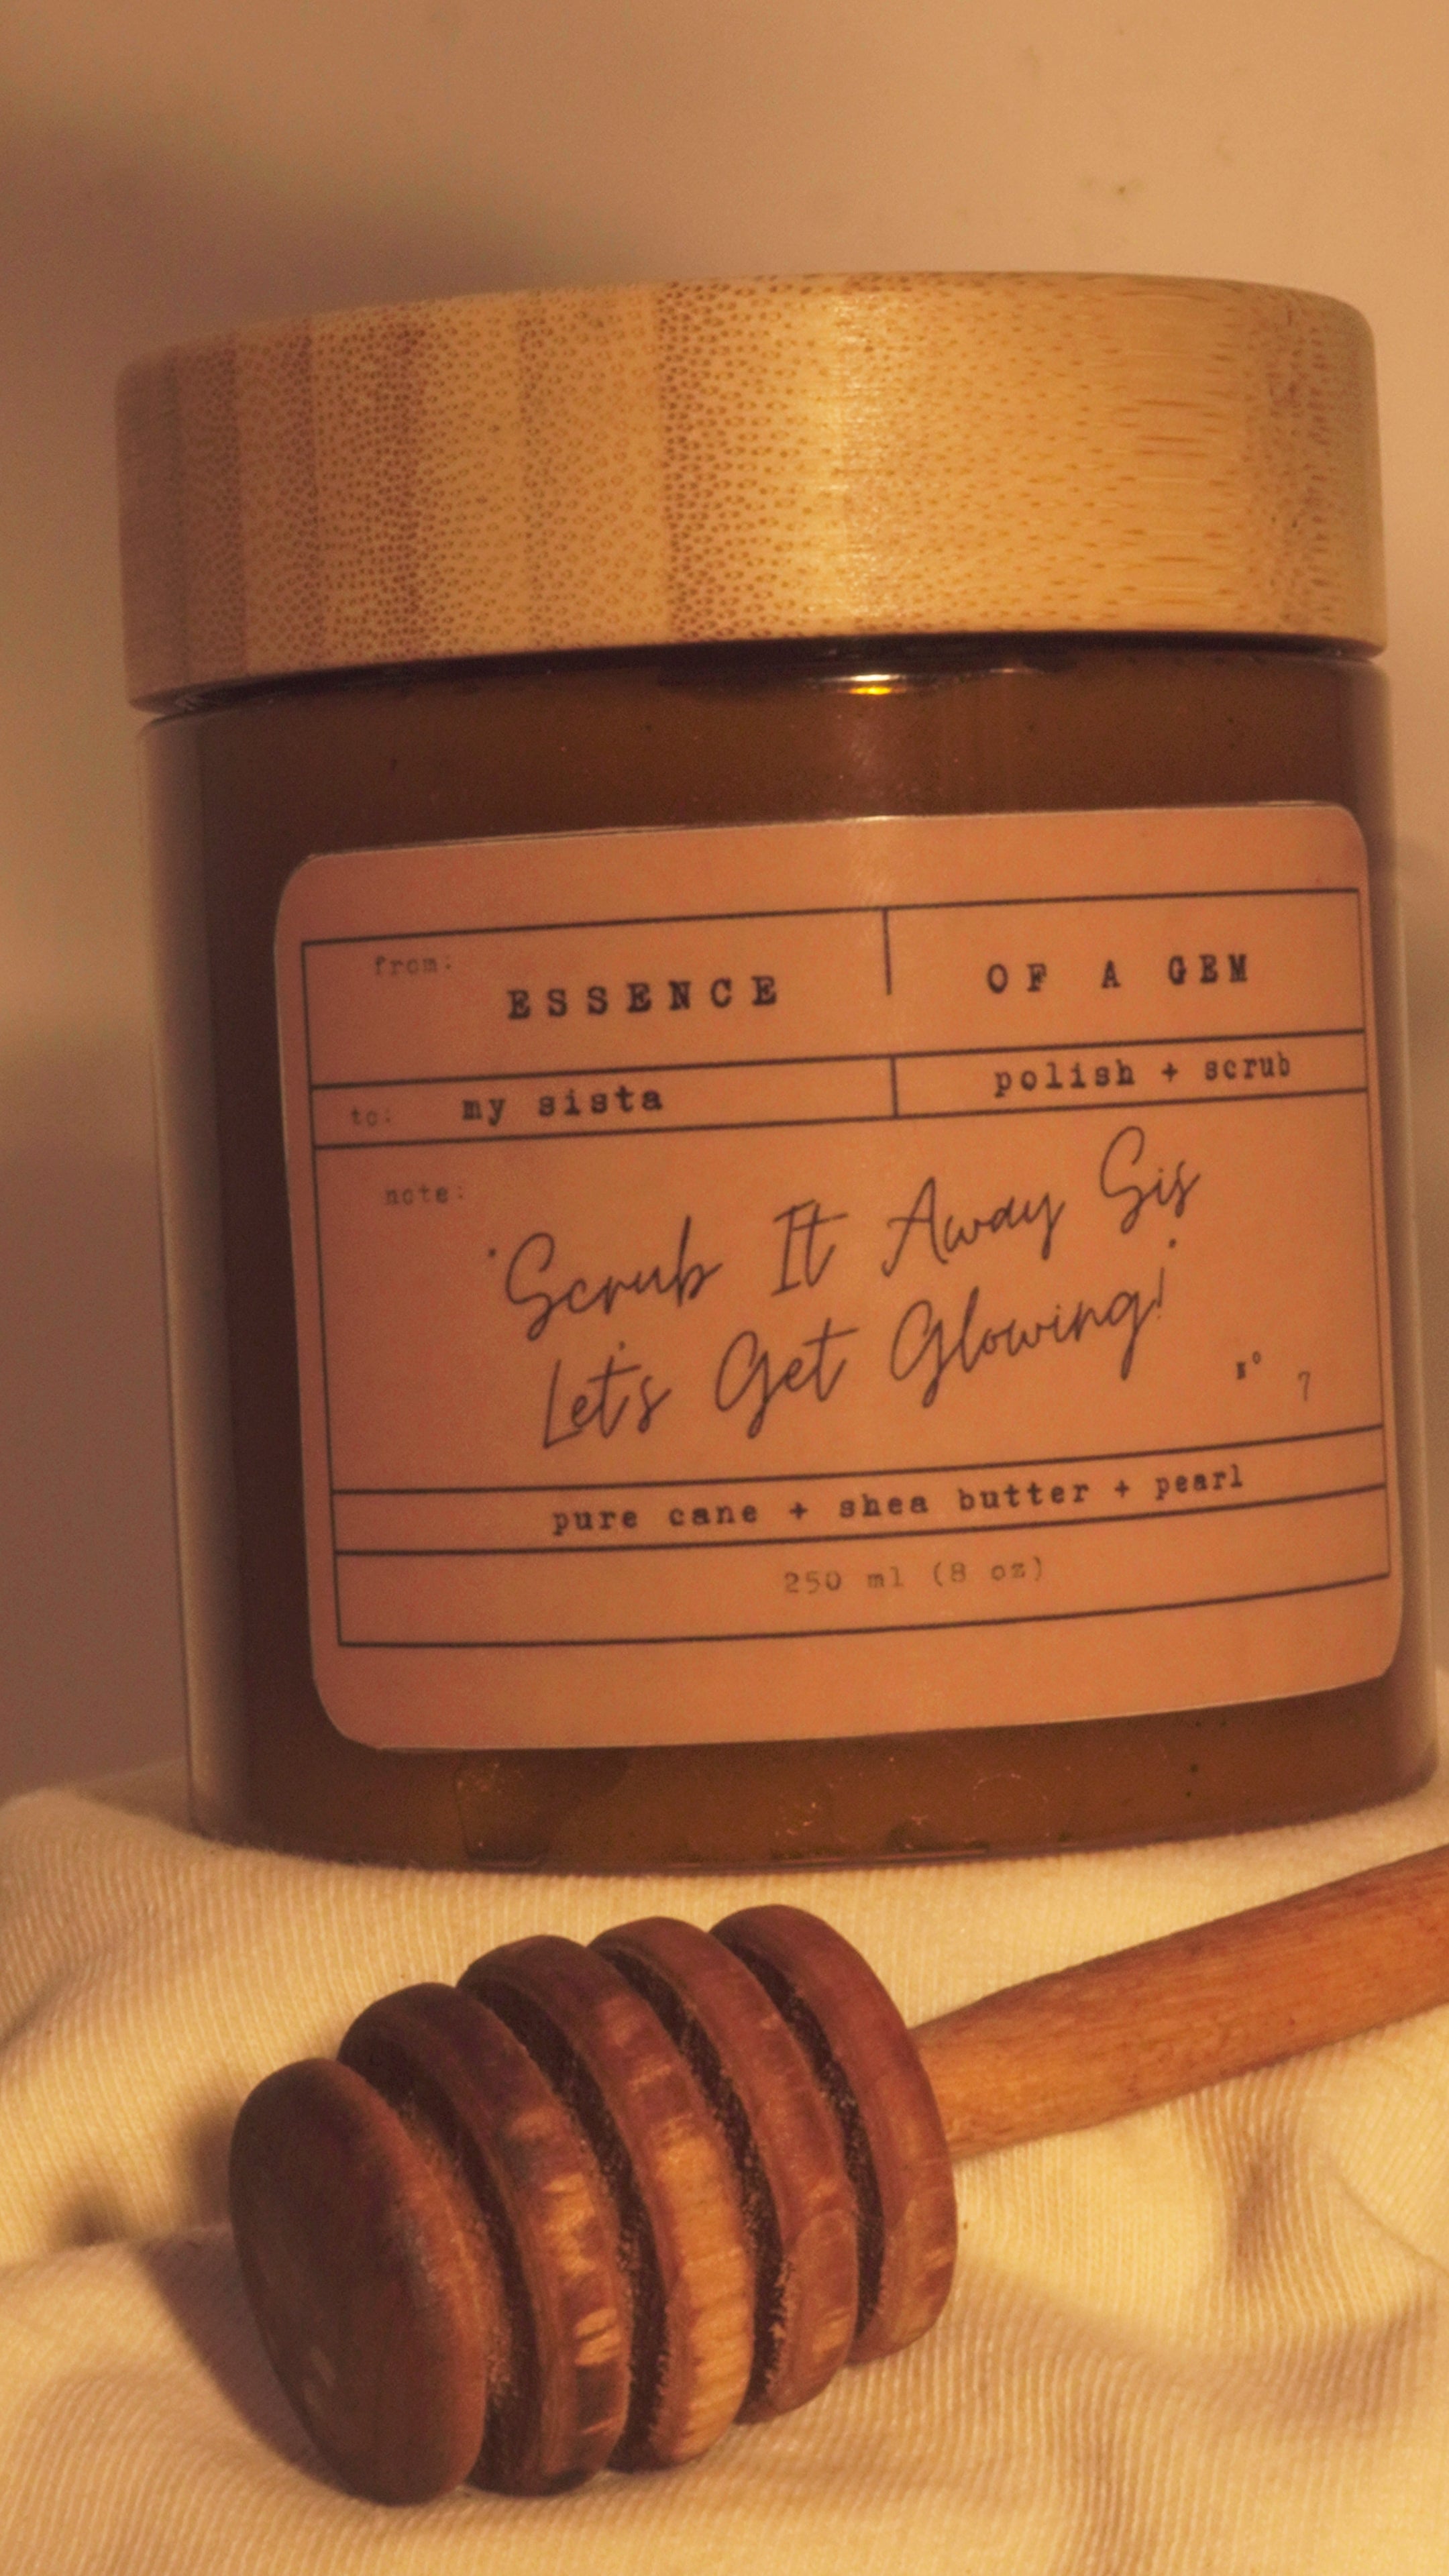 from:
ESSENCE OF A GEM
to: my sista polish + scrub
note:
"Scrub It Away Sis
Let's Get Glowing!"
Nº 7
pure cane + shea butter + pearl
250 ml (8 oz)